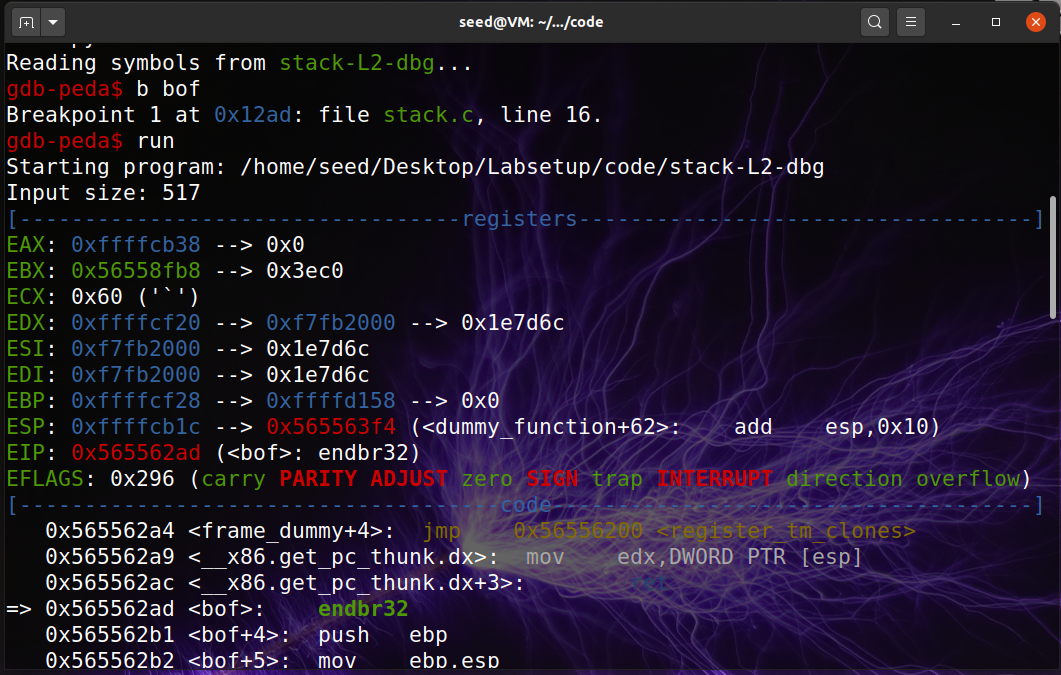 seed@VM: ~/.../code
Reading symbols from stack-L2-dbg...
gdb-peda$ b bof
Breakpoint 1 at 0x12ad: file stack.c, line 16.
gdb-peda$ run
Starting program: /home/seed/Desktop/Labsetup/code/stack-L2-dbg
Input size: 517
[----------------------------------registers-----------------------------------]
EAX: 0xffffcb38 --> 0x0
EBX: 0x56558fb8 --> 0x3ec0
ECX: 0x60 ('`')
EDX: 0xffffcf20 --> 0xf7fb2000 --> 0x1e7d6c
ESI: 0xf7fb2000 --> 0x1e7d6c
EDI: 0xf7fb2000 --> 0x1e7d6c
EBP: 0xffffcf28 --> 0xffffd158 --> 0x0
ESP: 0xffffcb1c --> 0x565563f4 (<dummy_function+62>:    add    esp,0x10)
EIP: 0x565562ad (<bof>: endbr32)
EFLAGS: 0x296 (carry PARITY ADJUST zero SIGN trap INTERRUPT direction overflow)
[-------------------------------------code-------------------------------------]
   0x565562a4 <frame_dummy+4>:  jmp    0x56556200 <register_tm_clones>
   0x565562a9 <__x86.get_pc_thunk.dx>:  mov    edx,DWORD PTR [esp]
   0x565562ac <__x86.get_pc_thunk.dx+3>:        ret
=> 0x565562ad <bof>:    endbr32
   0x565562b1 <bof+4>:  push   ebp
   0x565562b2 <bof+5>:  mov    ebp,esp